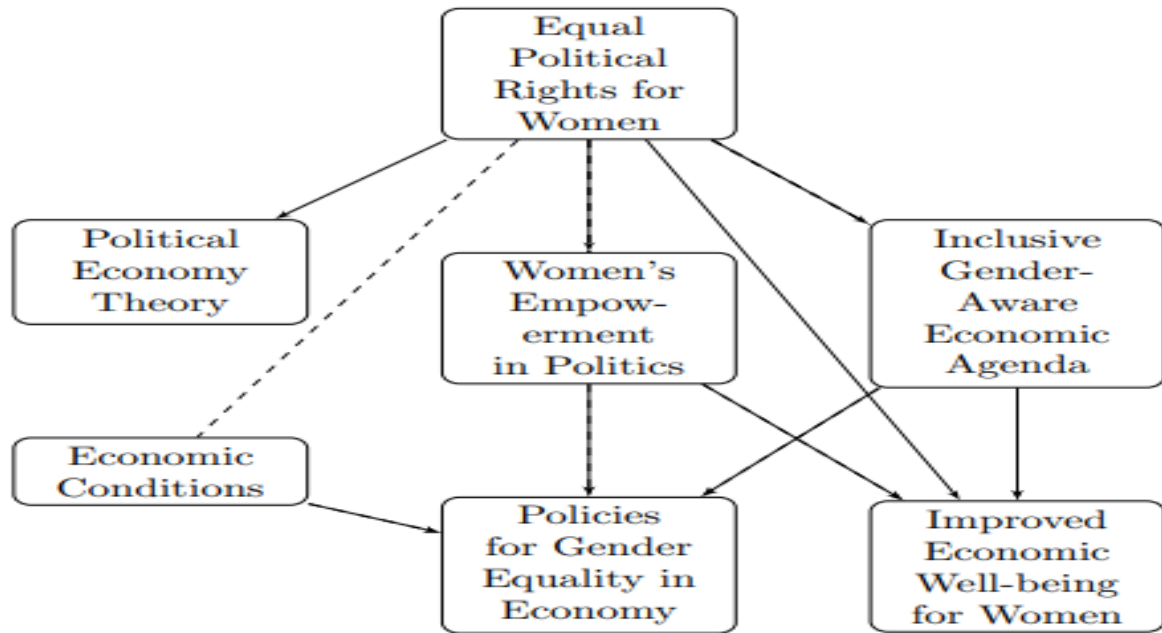 Equal
Political
Rights for
Women
Political
Economy
Theory
Women's
Empow-
erment
in Politics
Inclusive
Gender-
Aware
Economic
Agenda
Economic
Conditions
Policies
for Gender
Equality in
Economy
Improved
Economic
Well-being
for Women